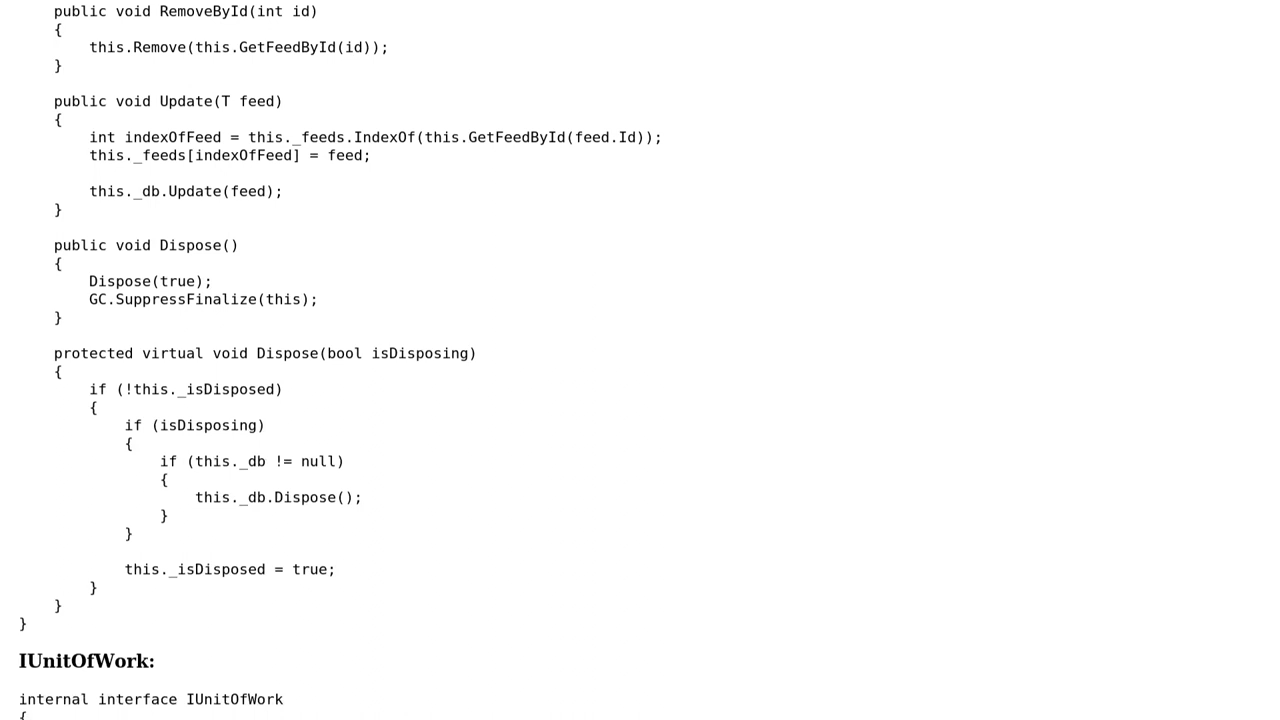 public void RemoveById(int id)
    {
        this.Remove(this.GetFeedById(id));
    }

    public void Update(T feed)
    {
        int indexOfFeed = this._feeds.IndexOf(this.GetFeedById(feed.Id));
        this._feeds[indexOfFeed] = feed;

        this._db.Update(feed);
    }

    public void Dispose()
    {
        Dispose(true);
        GC.SuppressFinalize(this);
    }

    protected virtual void Dispose(bool isDisposing)
    {
        if (!this._isDisposed)
        {
            if (isDisposing)
            {
                if (this._db != null)
                {
                    this._db.Dispose();
                }
            }

            this._isDisposed = true;
        }
    }
}
IUnitOfWork:
internal interface IUnitOfWork
{